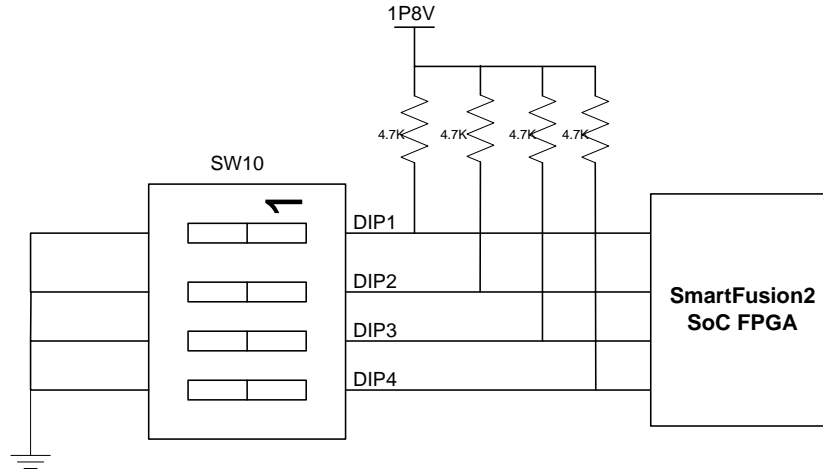 1P8V
4.7K 4.7K 4.7K 4.7K
SW10
1
DIP1
DIP2
DIP3
DIP4
SmartFusion2
SoC FPGA